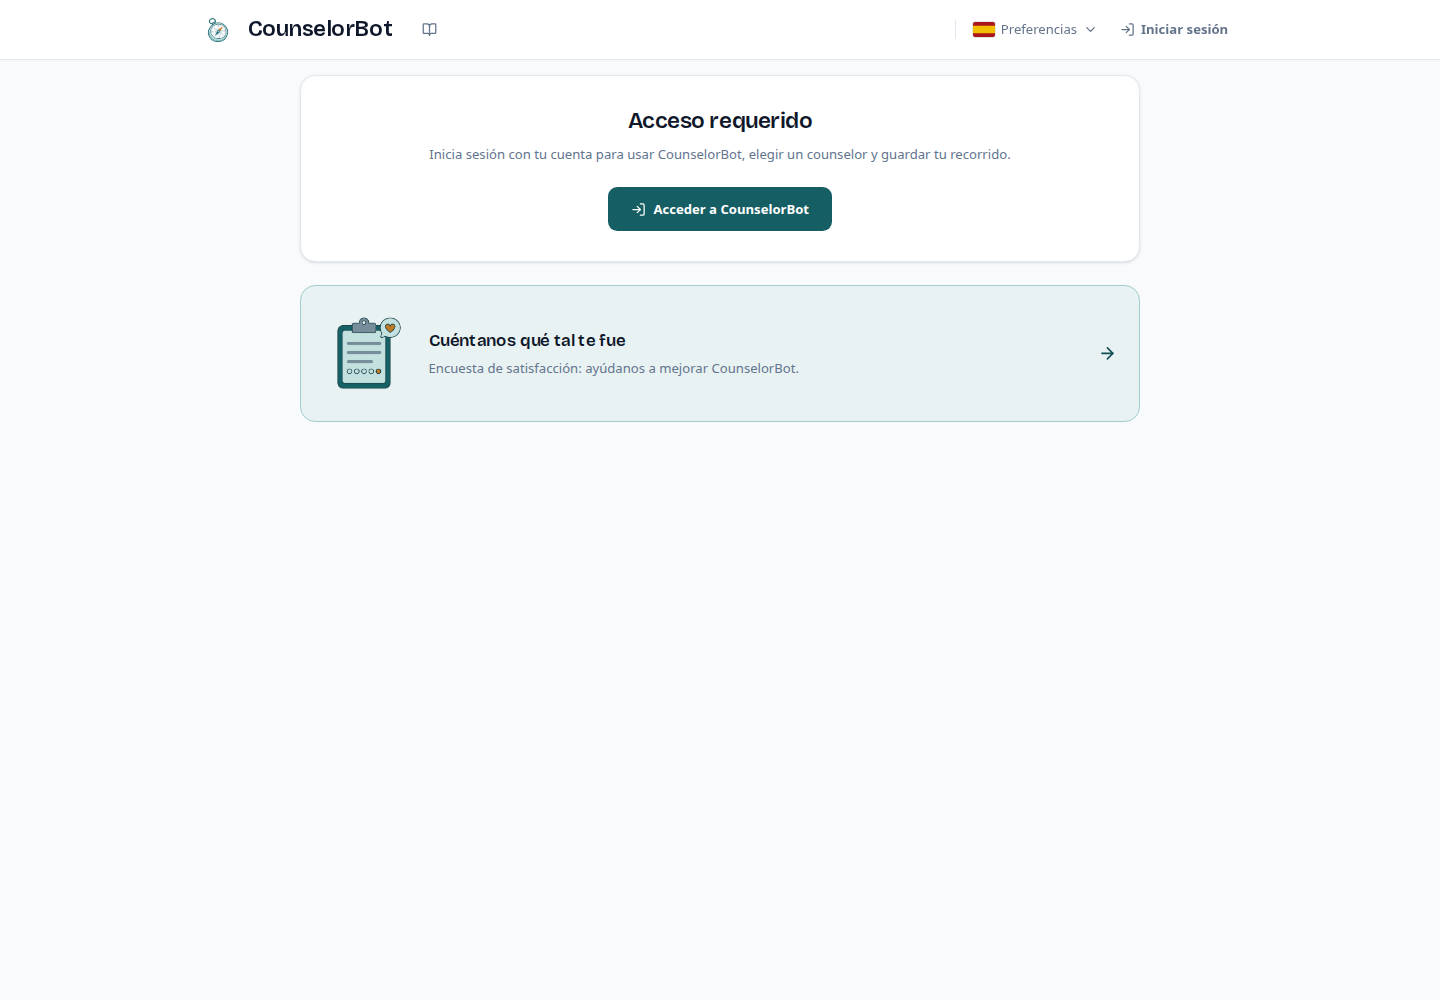 CounselorBot
Preferencias
Iniciar sesión
Acceso requerido
Inicia sesión con tu cuenta para usar CounselorBot, elegir un counselor y guardar tu recorrido.
Acceder a CounselorBot
Cuéntanos qué tal te fue
Encuesta de satisfacción: ayúdanos a mejorar CounselorBot.